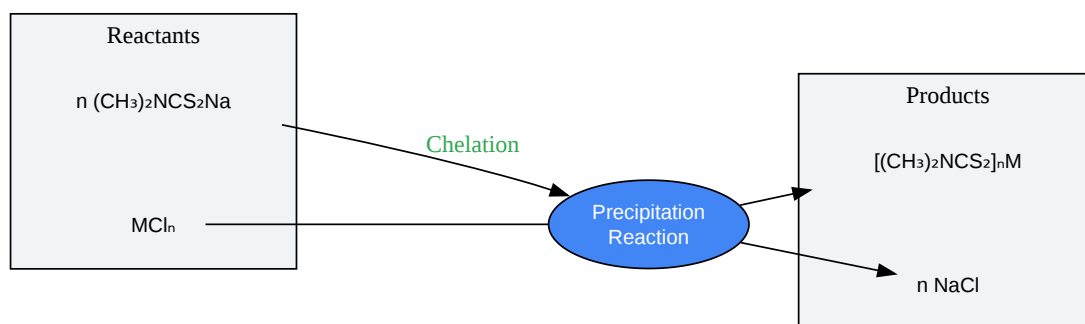 Reactants
n (CH₃)₂NCS₂Na
MClₙ
Chelation
Precipitation
Reaction
Products
[(CH₃)₂NCS₂]ₙM
n NaCl